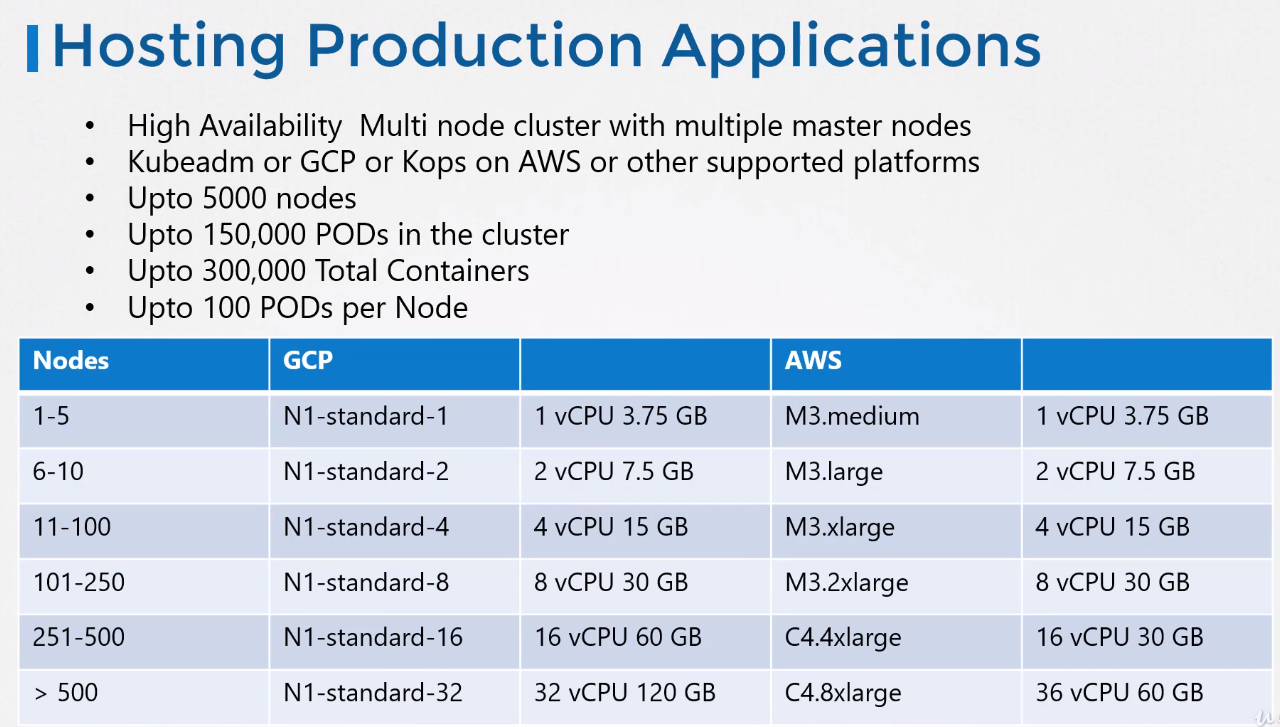 Hosting Production Applications
• High Availability  Multi node cluster with multiple master nodes
• Kubeadm or GCP or Kops on AWS or other supported platforms
• Upto 5000 nodes
• Upto 150,000 PODs in the cluster
• Upto 300,000 Total Containers
• Upto 100 PODs per Node
Nodes GCP AWS
1-5 N1-standard-1 1 vCPU 3.75 GB M3.medium 1 vCPU 3.75 GB
6-10 N1-standard-2 2 vCPU 7.5 GB M3.large 2 vCPU 7.5 GB
11-100 N1-standard-4 4 vCPU 15 GB M3.xlarge 4 vCPU 15 GB
101-250 N1-standard-8 8 vCPU 30 GB M3.2xlarge 8 vCPU 30 GB
251-500 N1-standard-16 16 vCPU 60 GB C4.4xlarge 16 vCPU 30 GB
> 500 N1-standard-32 32 vCPU 120 GB C4.8xlarge 36 vCPU 60 GB